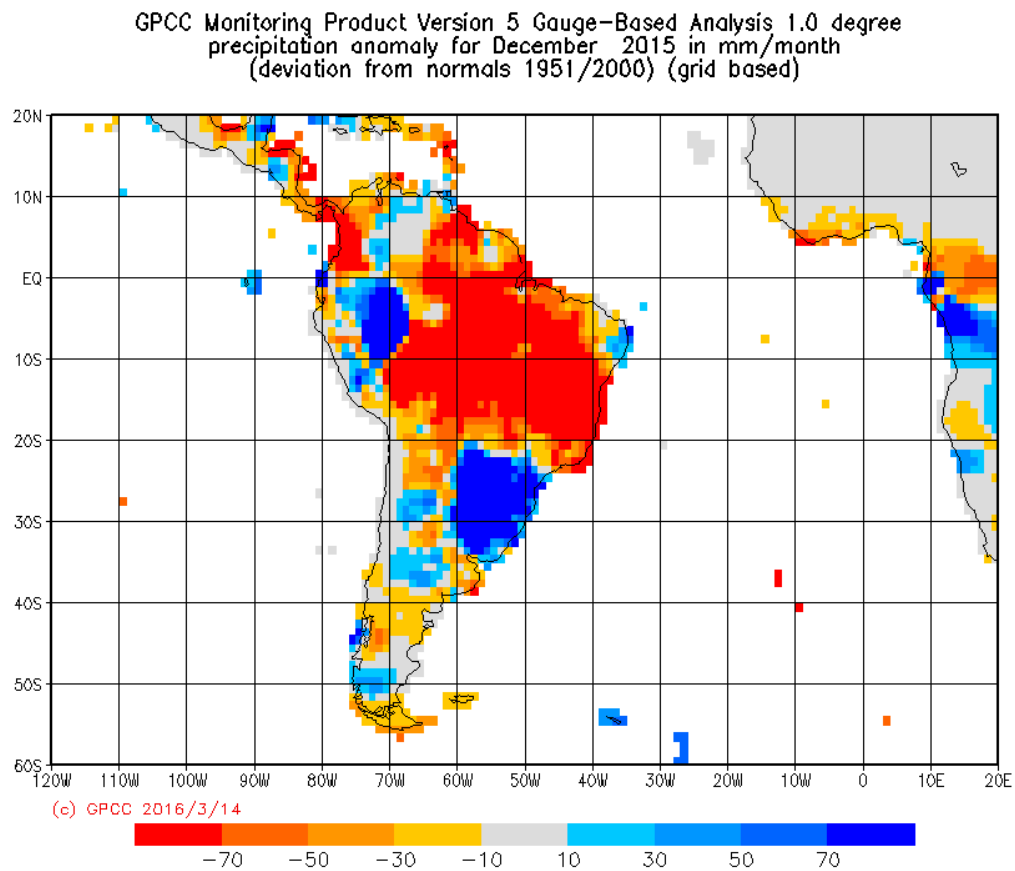 GPCC Monitoring Product Version 5 Gauge-Based Analysis 1.0 degree
precipitation anomaly for December  2015 in mm/month
(deviation from normals 1951/2000) (grid based)
20N
10N
EQ
10S
20S
30S
40S
50S
60S
120W 110W 100W 90W 80W 70W 60W 50W 40W 30W 20W 10W 0 10E 20E
(c) GPCC 2016/3/14
-70 -50 -30 -10 10 30 50 70